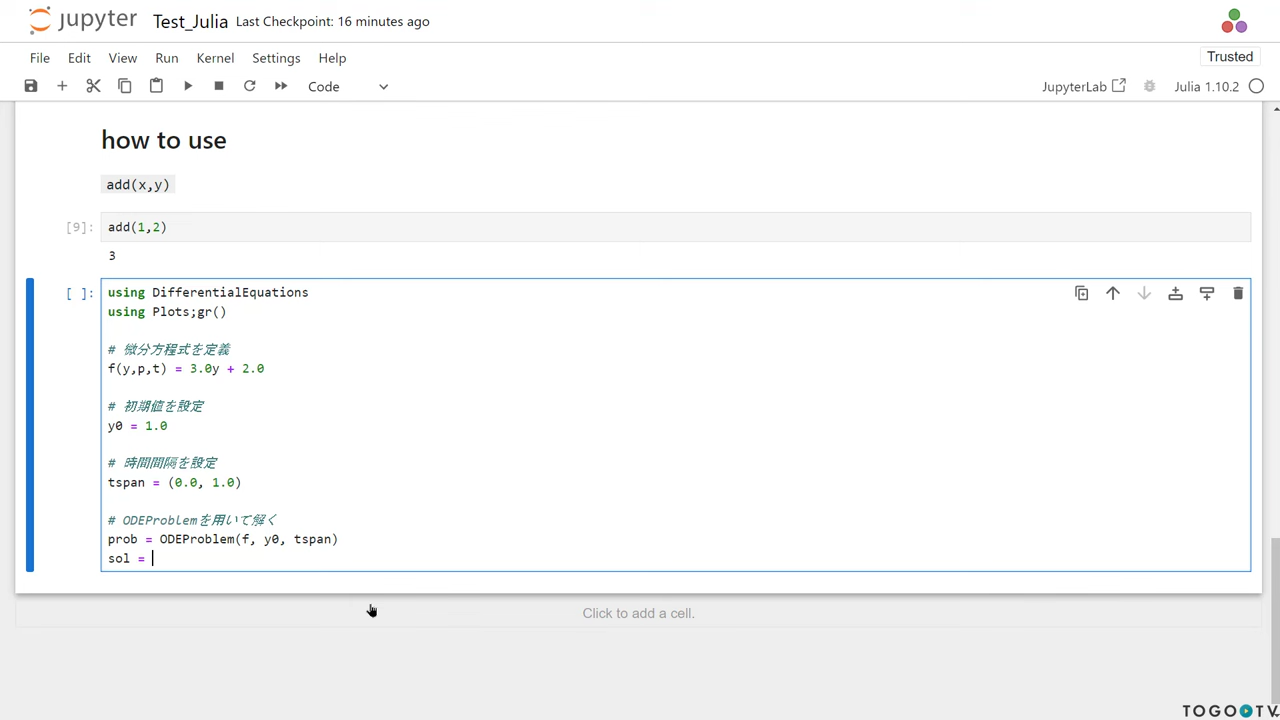 jupyter Test_Julia Last Checkpoint: 16 minutes ago
File Edit View Run Kernel Settings Help Trusted
Code JupyterLab Julia 1.10.2
how to use
add(x,y)
[9]: add(1,2)
3
[ ]: using DifferentialEquations
using Plots;gr()
# 微分方程式を定義
f(y,p,t) = 3.0y + 2.0
# 初期値を設定
y0 = 1.0
# 時間間隔を設定
tspan = (0.0, 1.0)
# ODEProblemを用いて解く
prob = ODEProblem(f, y0, tspan)
sol =
Click to add a cell.
TOGOTV